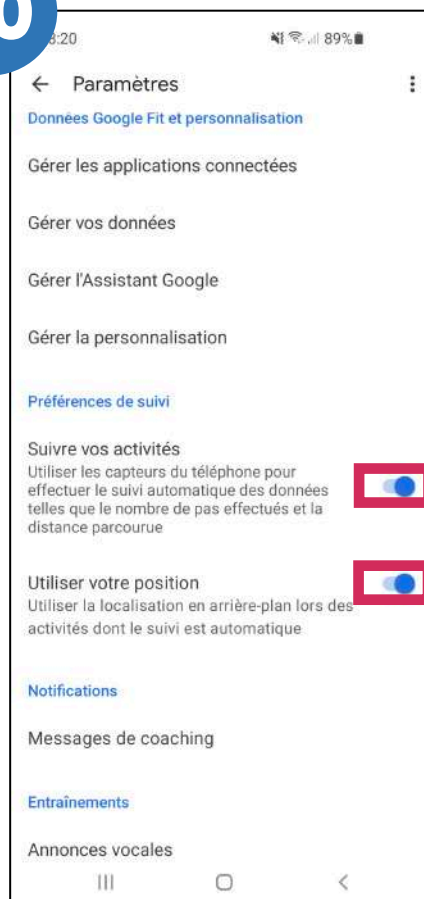 :20 89%
Paramètres
Données Google Fit et personnalisation
Gérer les applications connectées
Gérer vos données
Gérer l'Assistant Google
Gérer la personnalisation
Préférences de suivi
Suivre vos activités
Utiliser les capteurs du téléphone pour
effectuer le suivi automatique des données
telles que le nombre de pas effectués et la
distance parcourue
Utiliser votre position
Utiliser la localisation en arrière-plan lors des
activités dont le suivi est automatique
Notifications
Messages de coaching
Entraînements
Annonces vocales